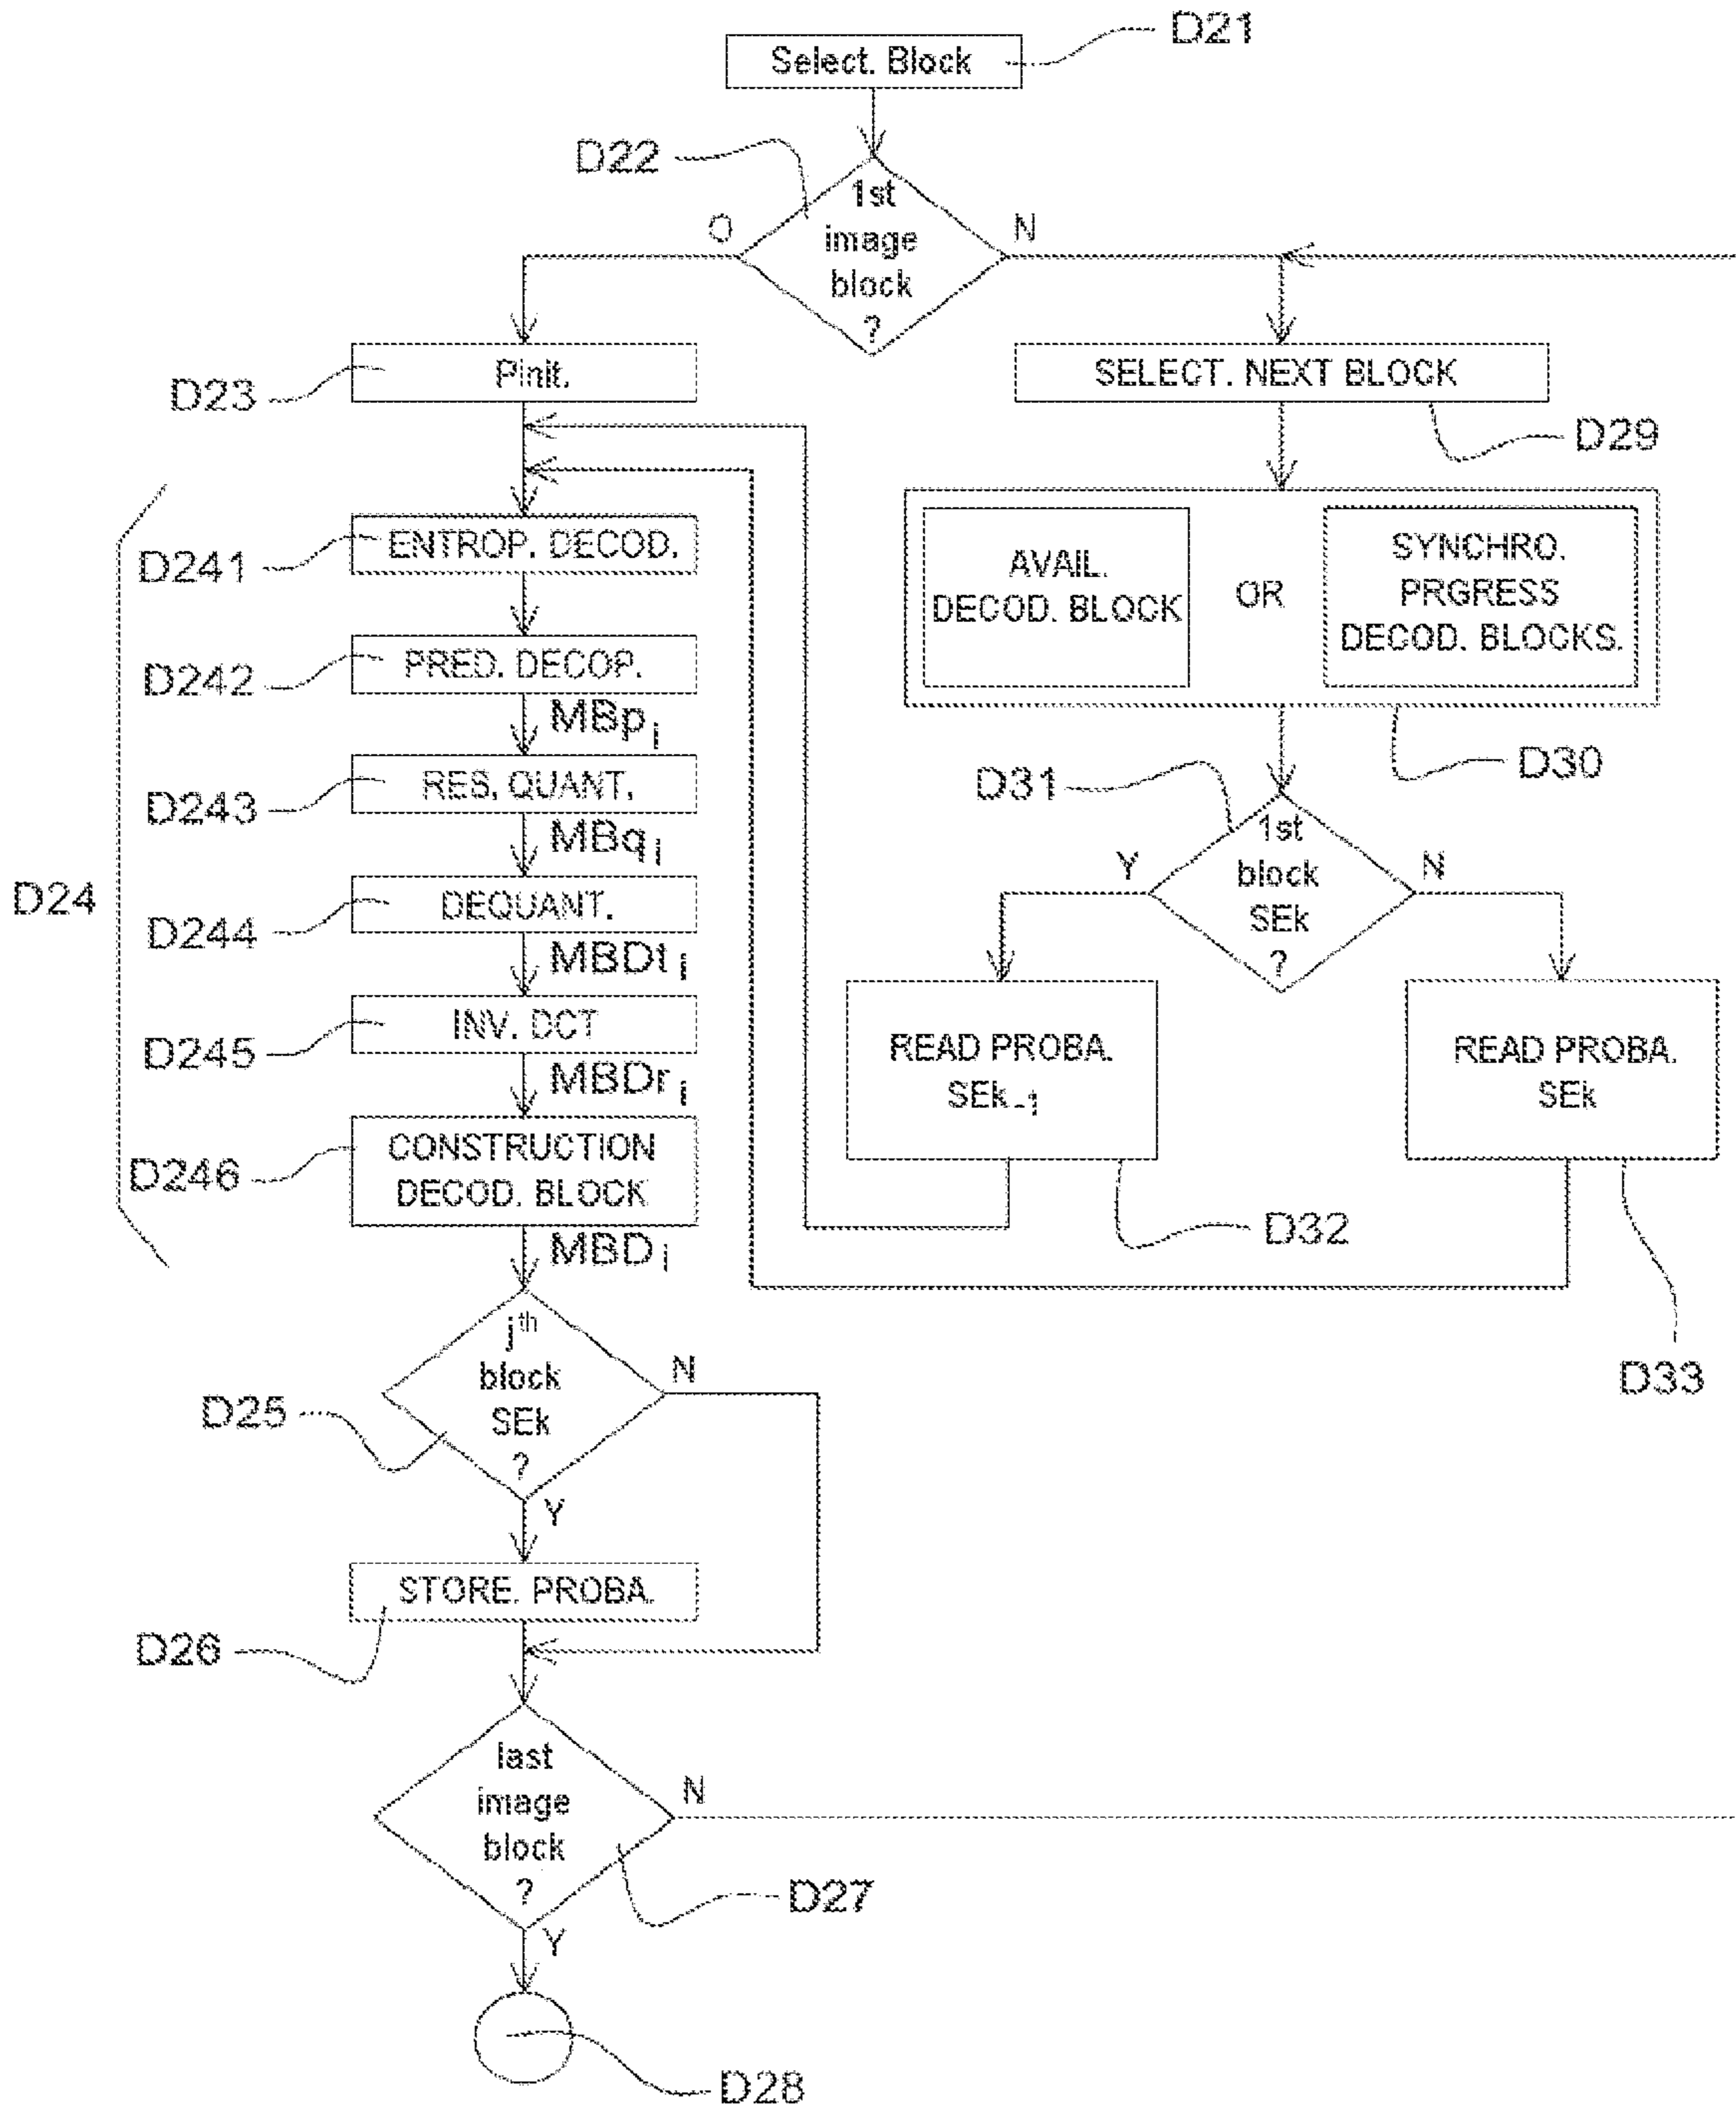 D21
Select. Block
D22
1st
image
block
?
O
N
Pinit.
D23
SELECT. NEXT BLOCK
D29
ENTROP. DECOD.
D241
AVAIL.
DECOD. BLOCK
OR
SYNCHRO.
PRGRESS
DECOD. BLOCKS.
D30
PRED. DECOP.
D242
MBp i
RES. QUANT.
D243
MBq i
D24
DEQUANT.
D244
MBDt i
INV. DCT
D245
MBDr i
CONSTRUCTION
DECOD. BLOCK
D246
MBD i
D31
1st
block
SEk
?
Y
N
READ PROBA.
SEk-1
READ PROBA.
SEk
D32
D33
jth
block
SEk
?
N
D25
Y
STORE. PROBA.
D26
last
image
block
?
N
D27
Y
D28